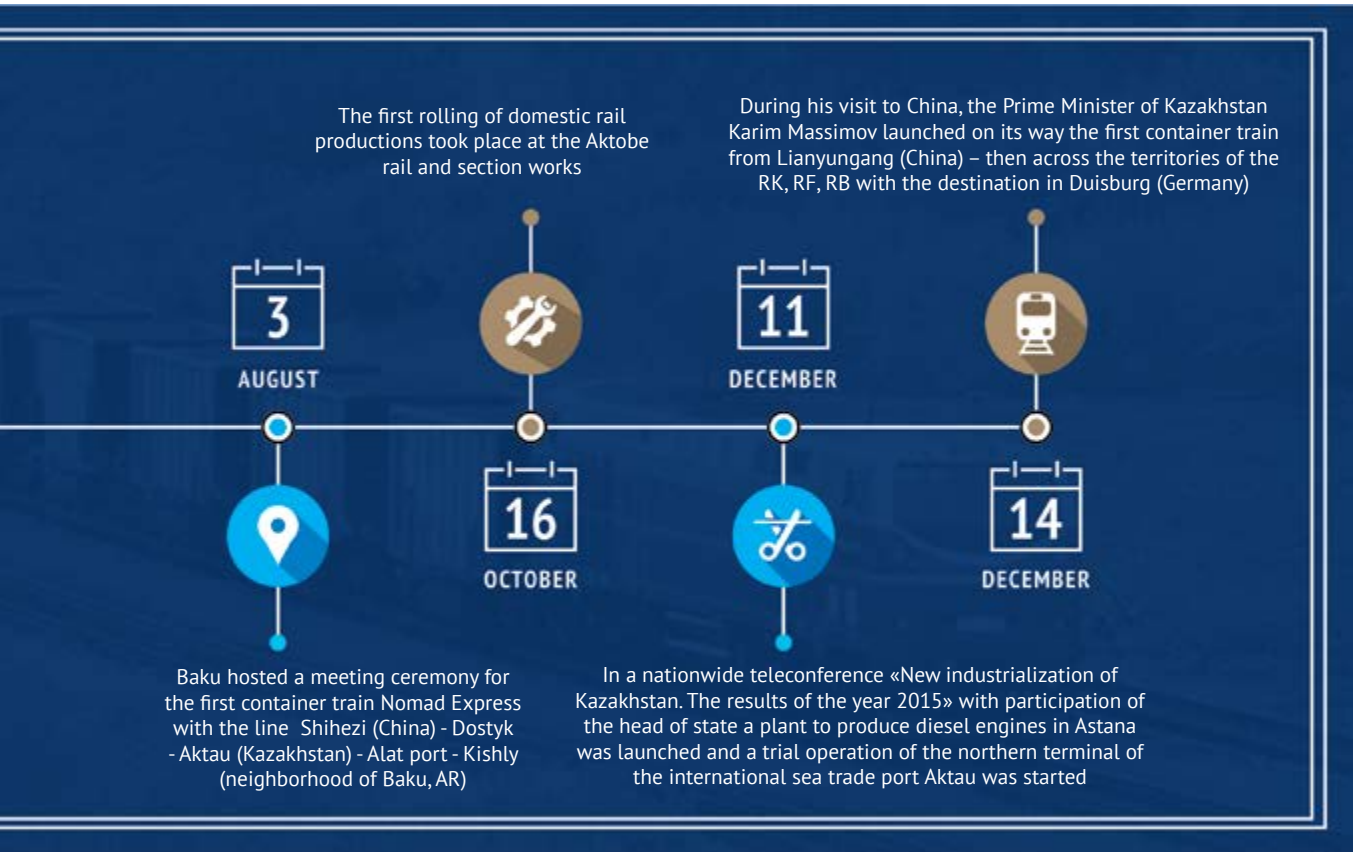 The first rolling of domestic rail
productions took place at the Aktobe
rail and section works
During his visit to China, the Prime Minister of Kazakhstan
Karim Massimov launched on its way the first container train
from Lianyungang (China) – then across the territories of the
RK, RF, RB with the destination in Duisburg (Germany)
3
AUGUST
11
DECEMBER
16
OCTOBER
14
DECEMBER
Baku hosted a meeting ceremony for
the first container train Nomad Express
with the line Shihezi (China) - Dostyk
- Aktau (Kazakhstan) - Alat port - Kishly
(neighborhood of Baku, AR)
In a nationwide teleconference «New industrialization of
Kazakhstan. The results of the year 2015» with participation of
the head of state a plant to produce diesel engines in Astana
was launched and a trial operation of the northern terminal of
the international sea trade port Aktau was started